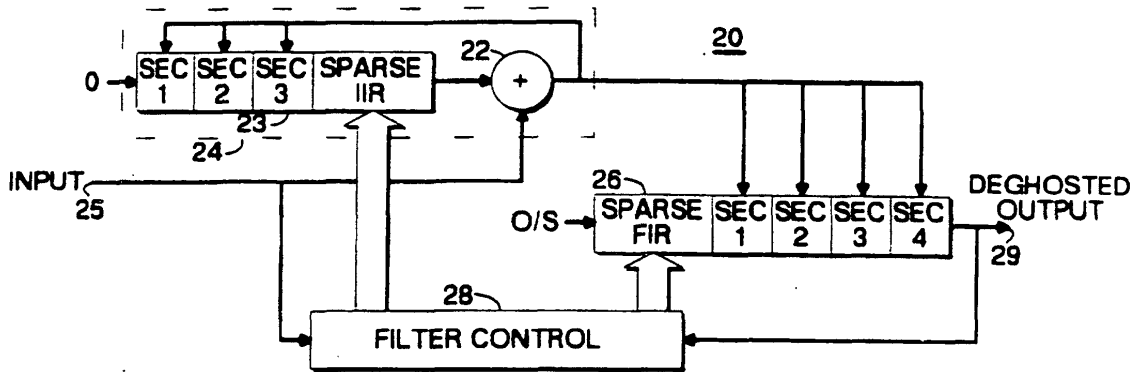 20
22
0
SEC 1
SEC 2
SEC 3
SPARSE IIR
+
23
24
INPUT
25
26
O/S
SPARSE FIR
SEC 1
SEC 2
SEC 3
SEC 4
DEGHOSTED
OUTPUT
29
28
FILTER CONTROL